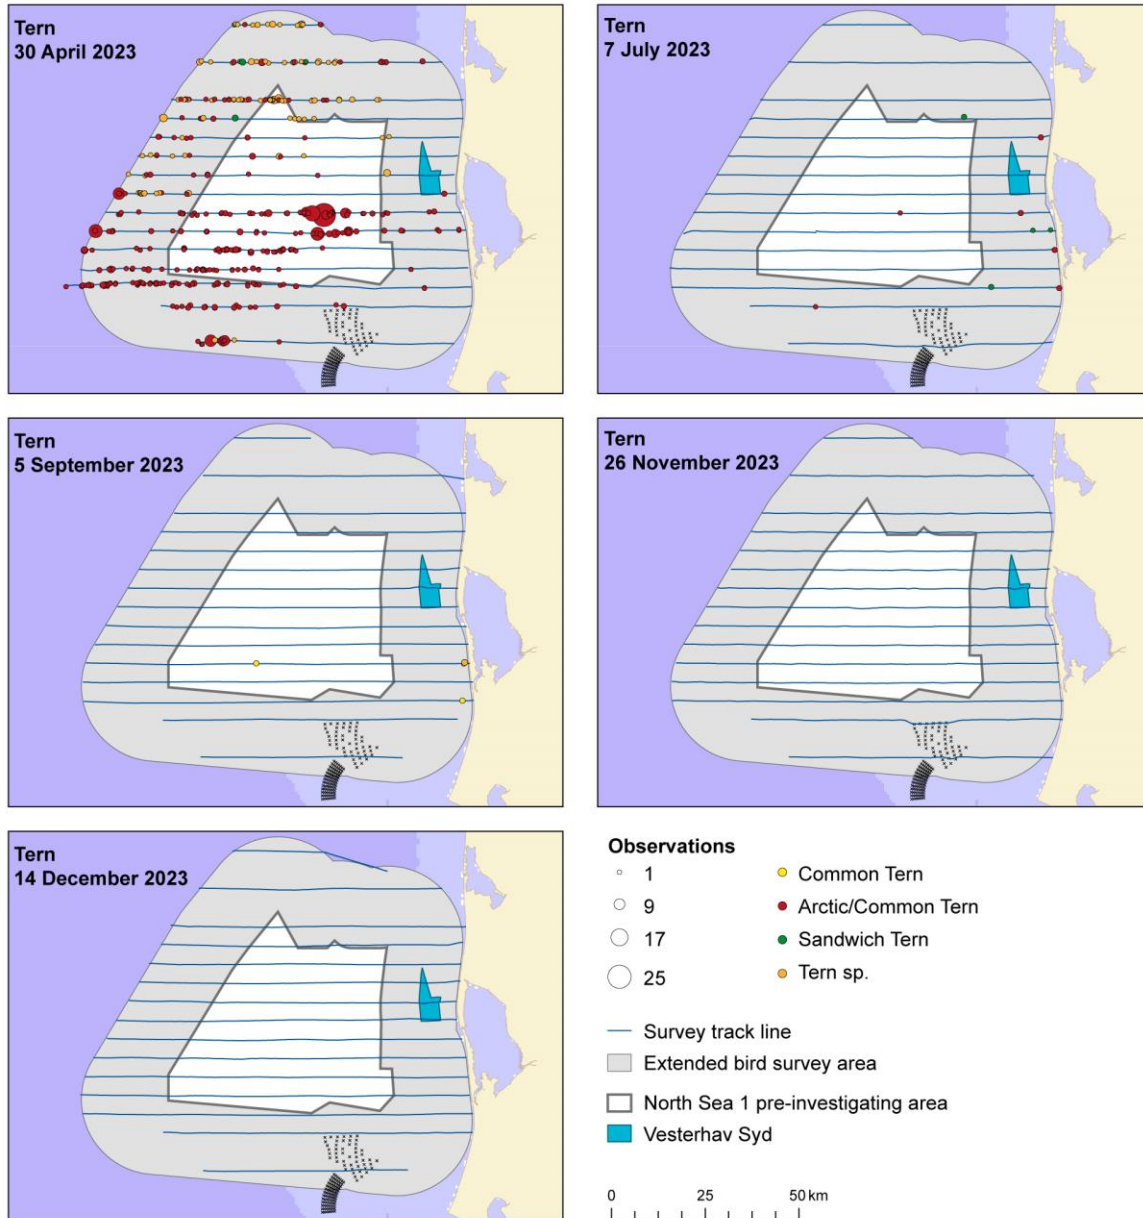 Tern
30 April 2023
Tern
7 July 2023
Tern
5 September 2023
Tern
26 November 2023
Tern
14 December 2023
Observations
1
9
17
25
Common Tern
Arctic/Common Tern
Sandwich Tern
Tern sp.
Survey track line
Extended bird survey area
North Sea 1 pre-investigating area
Vesterhav Syd
0 25 50 km